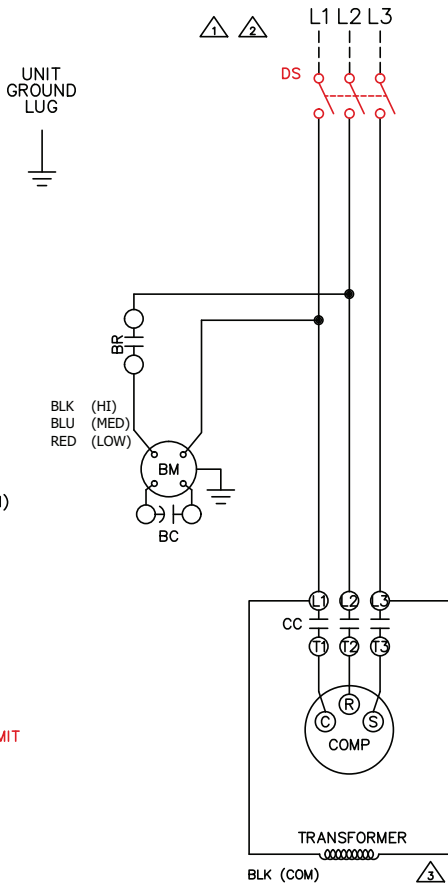 1 2
L1 L2 L3
DS
UNIT
GROUND
LUG
BR
BLK (HI)
BLU (MED)
RED (LOW)
BM
BC
L1 L2 L3
CC
T1 T2 T3
R
C S
COMP
MIT
TRANSFORMER
BLK (COM)
3